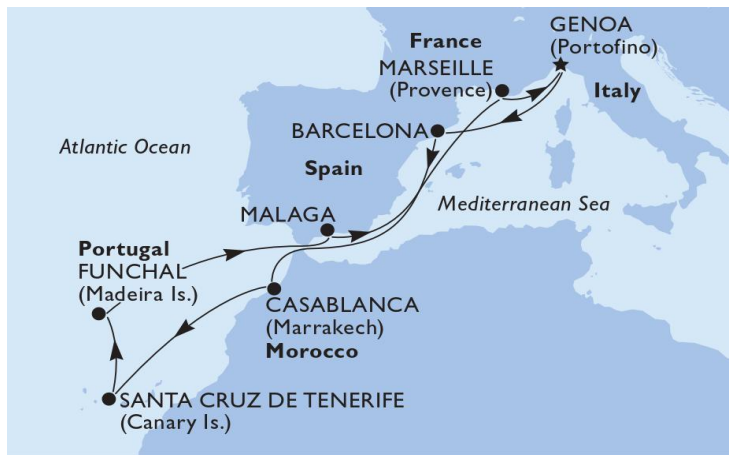 GENOA
(Portofino)
France
MARSEILLE
(Provence)
Italy
BARCELONA
Atlantic Ocean
Spain
Mediterranean Sea
MALAGA
Portugal
FUNCHAL
(Madeira Is.)
CASABLANCA
(Marrakech)
Morocco
SANTA CRUZ DE TENERIFE
(Canary Is.)